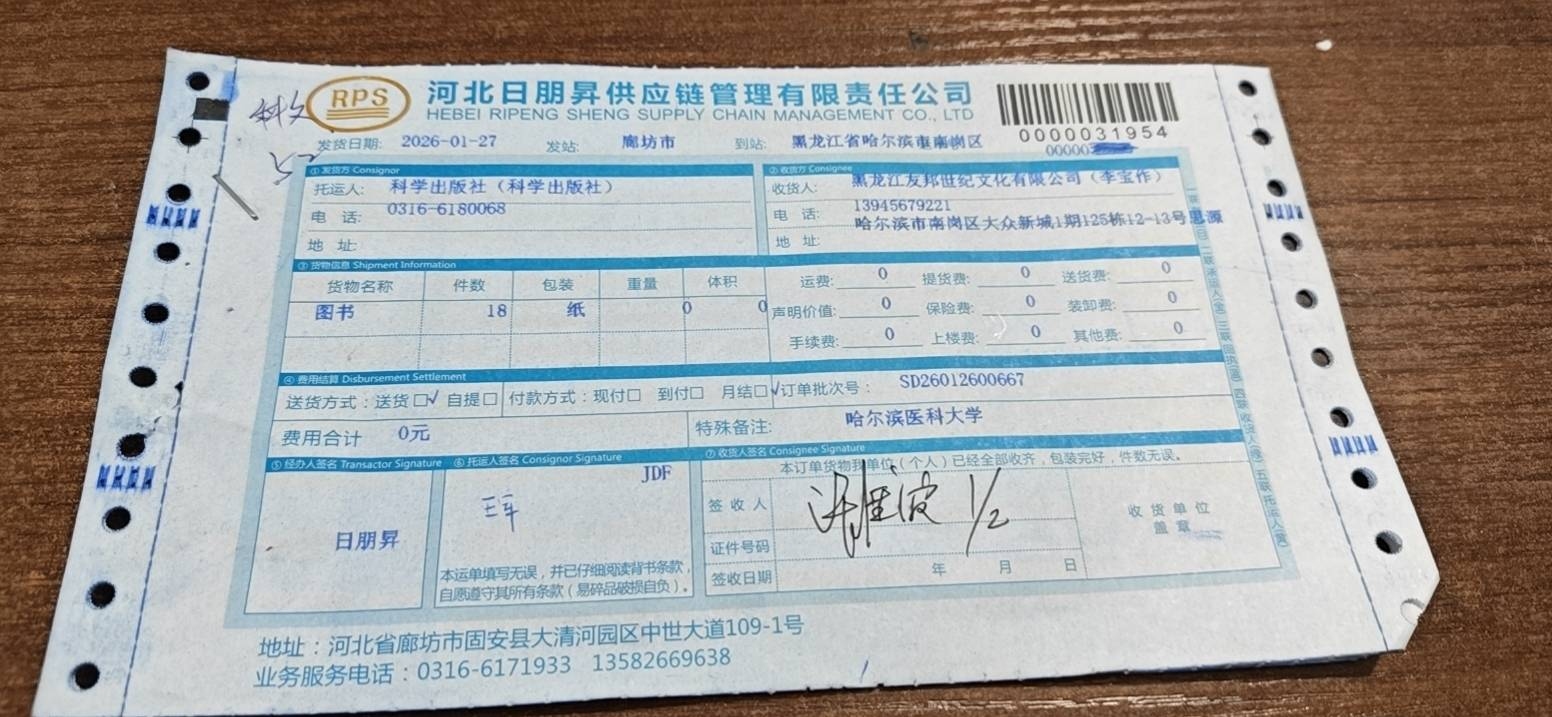 RPS
河北日朋昇供应链管理有限责任公司
HEBEI RIPENG SHENG SUPPLY CHAIN MANAGEMENT CO., LTD
0000031954
00000
发货日期: 2026-01-27 发站: 廊坊市 到站: 黑龙江省哈尔滨市南岗区
① 发货方 Consignor ② 收货方 Consignee
托运人: 科学出版社（科学出版社） 收货人: 黑龙江友邦世纪文化有限公司（李宝作）
电 话: 0316-6180068 电 话: 13945679221
地 址: 地 址: 哈尔滨市南岗区大众新城1期125栋12-13号思源
③ 货物信息 Shipment Information
货物名称 件数 包装 重量 体积 运费: 0 提货费: 0 送货费: 0
图书 18 纸 0 0 声明价值: 0 保险费: 0 装卸费: 0
手续费: 0 上楼费: 0 其他费: 0
④ 费用结算 Disbursement Settlement
送货方式：送货☐√ 自提☐ 付款方式：现付☐ 到付☐ 月结☐√ 订单批次号： SD26012600667
费用合计 0元 特殊备注: 哈尔滨医科大学
⑤ 经办人签名 Transactor Signature ⑥ 托运人签名 Consignor Signature ⑦ 收货人签名 Consignee Signature
JDF 本订单货物我单位（个人）已经全部收齐，包装完好，件数无误。
日朋昇 签 收 人 1/2 收 货 单 位
盖 章
证件号码
本运单填写无误，并已仔细阅读背书条款，
自愿遵守其所有条款（易碎品破损自负）。
签收日期 年 月 日
地址：河北省廊坊市固安县大清河园区中世大道109-1号
业务服务电话：0316-6171933 13582669638